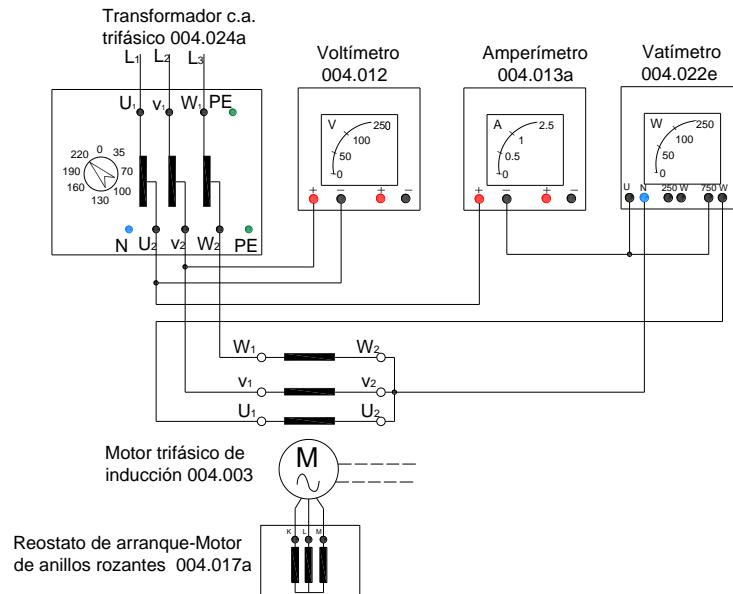 Transformador c.a.
trifásico 004.024a
L1 L2 L3
U1 v1 W1 PE
0 35 70 100 130 160 190 220
N U2 v2 W2 PE
Voltímetro
004.012
V
0 50 100 250
+ − + −
Amperímetro
004.013a
A
0 0.5 1 2.5
+ − + −
Vatímetro
004.022e
W
0 50 100 250
U N 250 W 750 W
W1 W2
v1 v2
U1 U2
Motor trifásico de
inducción 004.003
M
Reostato de arranque-Motor
de anillos rozantes 004.017a
K L M